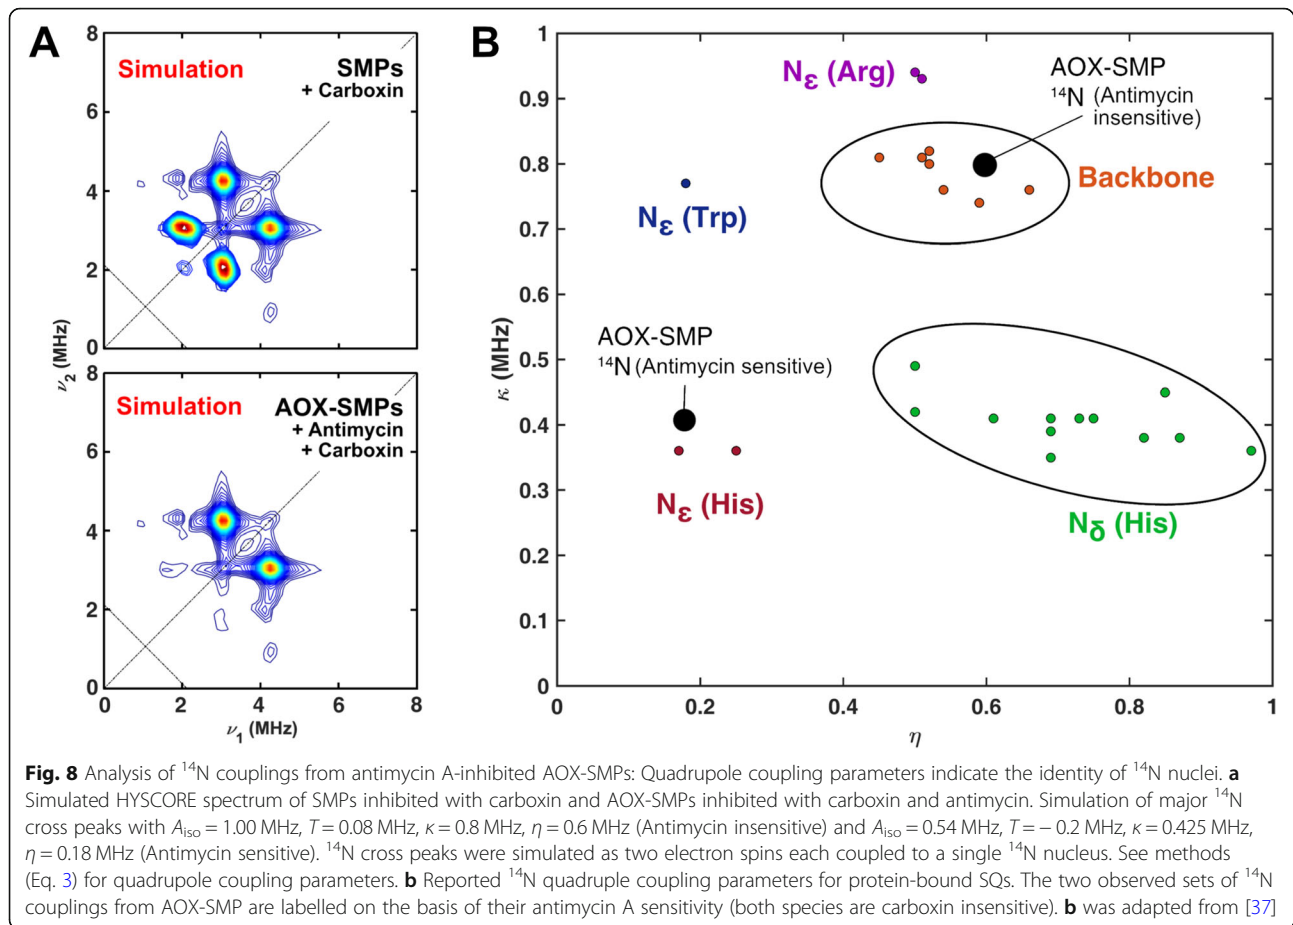 A
8
6
4
2
0
Simulation
SMPs
+ Carboxin
8
6
4
2
0
Simulation
AOX-SMPs
+ Antimycin
+ Carboxin
0 2 4 6 8
ν2 (MHz)
ν1 (MHz)
B
1
0.9
0.8
0.7
0.6
0.5
0.4
0.3
0.2
0.1
0
κ (MHz)
Nε (Arg)
AOX-SMP
14N (Antimycin
insensitive)
Backbone
Nε (Trp)
AOX-SMP
14N (Antimycin sensitive)
Nε (His)
Nδ (His)
0 0.2 0.4 0.6 0.8 1
η
Fig. 8 Analysis of 14N couplings from antimycin A-inhibited AOX-SMPs: Quadrupole coupling parameters indicate the identity of 14N nuclei. a
Simulated HYSCORE spectrum of SMPs inhibited with carboxin and AOX-SMPs inhibited with carboxin and antimycin. Simulation of major 14N
cross peaks with Aiso = 1.00 MHz, T = 0.08 MHz, κ = 0.8 MHz, η = 0.6 MHz (Antimycin insensitive) and Aiso = 0.54 MHz, T = − 0.2 MHz, κ = 0.425 MHz,
η = 0.18 MHz (Antimycin sensitive). 14N cross peaks were simulated as two electron spins each coupled to a single 14N nucleus. See methods
(Eq. 3) for quadrupole coupling parameters. b Reported 14N quadruple coupling parameters for protein-bound SQs. The two observed sets of 14N
couplings from AOX-SMP are labelled on the basis of their antimycin A sensitivity (both species are carboxin insensitive). b was adapted from [37]